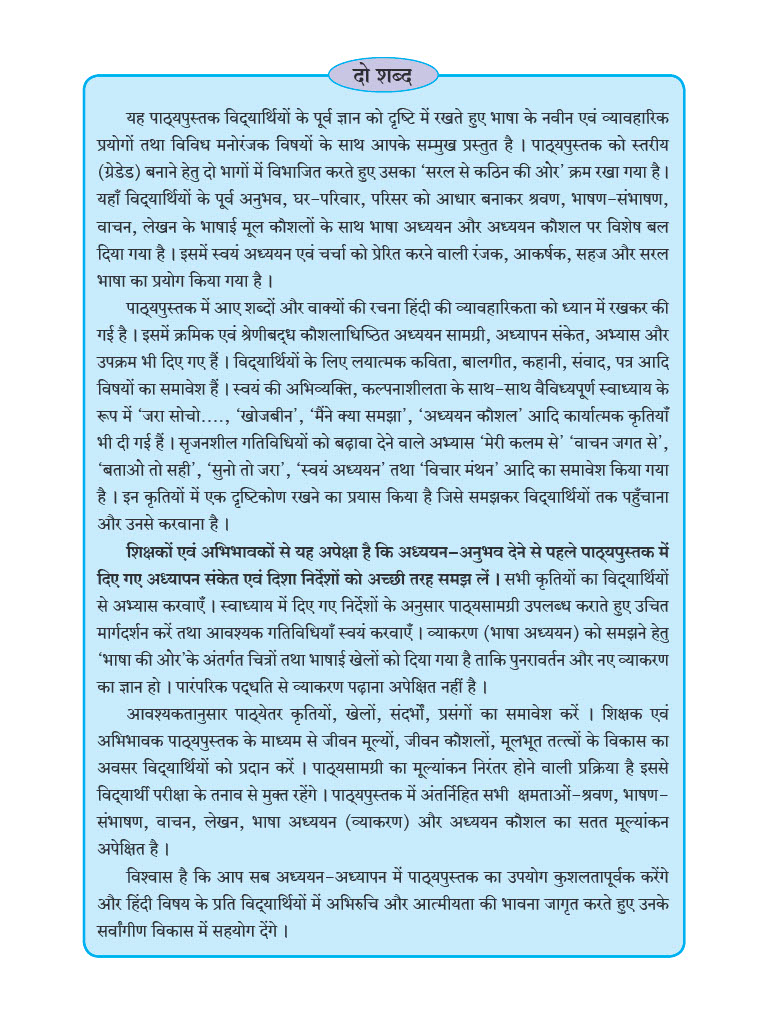 दो शब्द
यह पाठ्यपुस्तक विद्यार्थियों के पूर्व ज्ञान को दृष्टि में रखते हुए भाषा के नवीन एवं व्यावहारिक
प्रयोगों तथा विविध मनोरंजक विषयों के साथ आपके सम्मुख प्रस्तुत है । पाठ्यपुस्तक को स्तरीय
(ग्रेडेड) बनाने हेतु दो भागों में विभाजित करते हुए उसका ‘सरल से कठिन की ओर’ क्रम रखा गया है ।
यहाँ विद्यार्थियों के पूर्व अनुभव, घर-परिवार, परिसर को आधार बनाकर श्रवण, भाषण-संभाषण,
वाचन, लेखन के भाषाई मूल कौशलों के साथ भाषा अध्ययन और अध्ययन कौशल पर विशेष बल
दिया गया है । इसमें स्वयं अध्ययन एवं चर्चा को प्रेरित करने वाली रंजक, आकर्षक, सहज और सरल
भाषा का प्रयोग किया गया है ।
पाठ्यपुस्तक में आए शब्दों और वाक्यों की रचना हिंदी की व्यावहारिकता को ध्यान में रखकर की
गई है । इसमें क्रमिक एवं श्रेणीबद्ध कौशलाधिष्ठित अध्ययन सामग्री, अध्यापन संकेत, अभ्यास और
उपक्रम भी दिए गए हैं । विद्यार्थियों के लिए लयात्मक कविता, बालगीत, कहानी, संवाद, पत्र आदि
विषयों का समावेश हैं । स्वयं की अभिव्यक्ति, कल्पनाशीलता के साथ-साथ वैविध्यपूर्ण स्वाध्याय के
रूप में ‘जरा सोचो...., ‘खोजबीन’, ‘मैंने क्या समझा’, ‘अध्ययन कौशल’ आदि कार्यात्मक कृतियाँ
भी दी गई हैं । सृजनशील गतिविधियों को बढ़ावा देने वाले अभ्यास ‘मेरी कलम से’ ‘वाचन जगत से’,
‘बताओ तो सही’, ‘सुनो तो जरा’, ‘स्वयं अध्ययन’ तथा ‘विचार मंथन’ आदि का समावेश किया गया
है । इन कृतियों में एक दृष्टिकोण रखने का प्रयास किया है जिसे समझकर विद्यार्थियों तक पहुँचाना
और उनसे करवाना है ।
शिक्षकों एवं अभिभावकों से यह अपेक्षा है कि अध्ययन-अनुभव देने से पहले पाठ्यपुस्तक में
दिए गए अध्यापन संकेत एवं दिशा निर्देशों को अच्छी तरह समझ लें । सभी कृतियों का विद्यार्थियों
से अभ्यास करवाएँ । स्वाध्याय में दिए गए निर्देशों के अनुसार पाठ्यसामग्री उपलब्ध कराते हुए उचित
मार्गदर्शन करें तथा आवश्यक गतिविधियाँ स्वयं करवाएँ । व्याकरण (भाषा अध्ययन) को समझने हेतु
‘भाषा की ओर’के अंतर्गत चित्रों तथा भाषाई खेलों को दिया गया है ताकि पुनरावर्तन और नए व्याकरण
का ज्ञान हो । पारंपरिक पद्धति से व्याकरण पढ़ाना अपेक्षित नहीं है ।
आवश्यकतानुसार पाठ्येतर कृतियों, खेलों, संदर्भों, प्रसंगों का समावेश करें । शिक्षक एवं
अभिभावक पाठ्यपुस्तक के माध्यम से जीवन मूल्यों, जीवन कौशलों, मूलभूत तत्त्वों के विकास का
अवसर विद्यार्थियों को प्रदान करें । पाठ्यसामग्री का मूल्यांकन निरंतर होने वाली प्रक्रिया है इससे
विद्यार्थी परीक्षा के तनाव से मुक्त रहेंगे । पाठ्यपुस्तक में अंतर्निहित सभी क्षमताओं-श्रवण, भाषण-
संभाषण, वाचन, लेखन, भाषा अध्ययन (व्याकरण) और अध्ययन कौशल का सतत मूल्यांकन
अपेक्षित है ।
विश्वास है कि आप सब अध्ययन-अध्यापन में पाठ्यपुस्तक का उपयोग कुशलतापूर्वक करेंगे
और हिंदी विषय के प्रति विद्यार्थियों में अभिरुचि और आत्मीयता की भावना जागृत करते हुए उनके
सर्वांगीण विकास में सहयोग देंगे ।